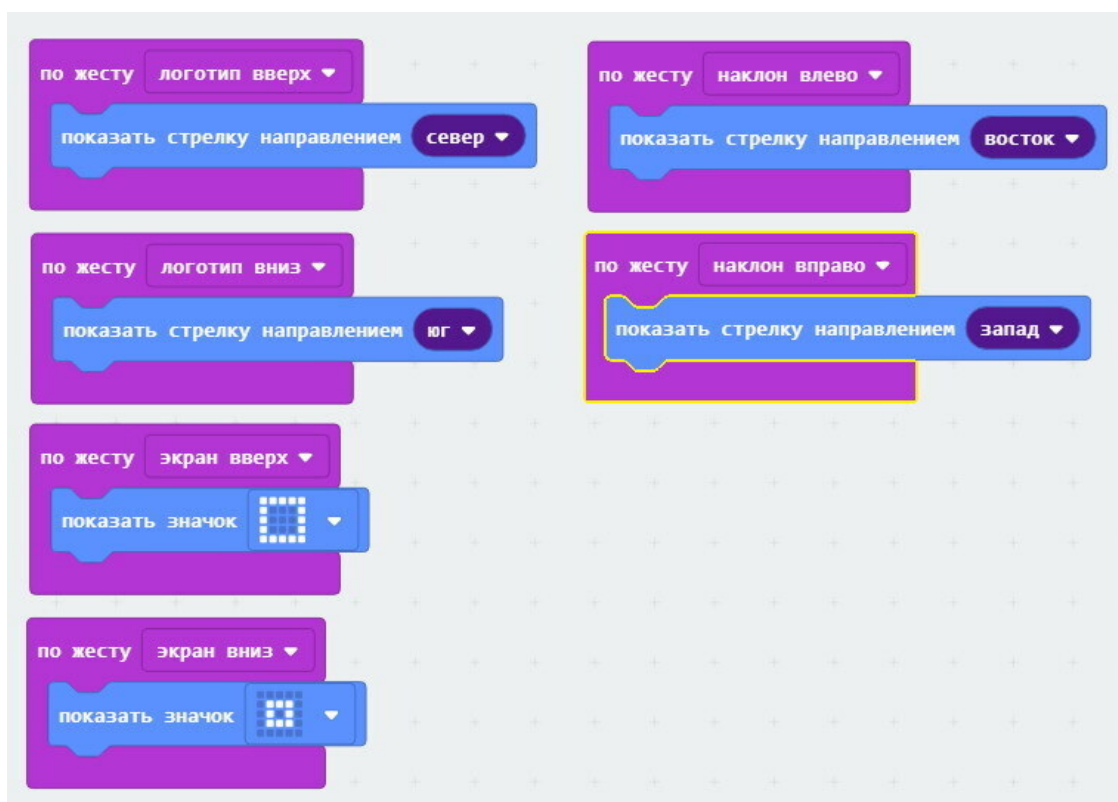 по жесту логотип вверх
показать стрелку направлением север
по жесту логотип вниз
показать стрелку направлением юг
по жесту экран вверх
показать значок
по жесту экран вниз
показать значок
по жесту наклон влево
показать стрелку направлением восток
по жесту наклон вправо
показать стрелку направлением запад